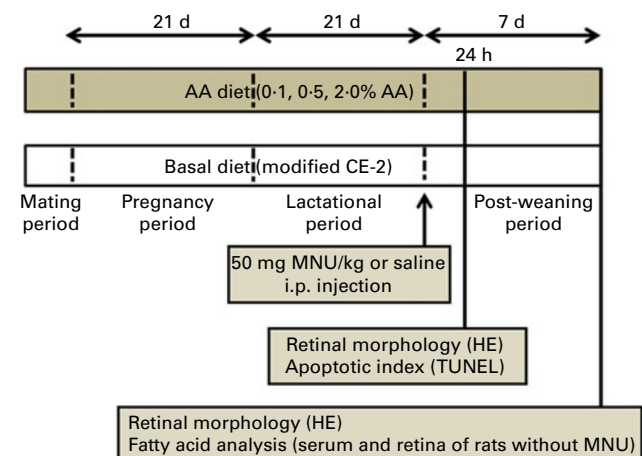 21 d 21 d 7 d
24 h
AA diet (0·1, 0·5, 2·0% AA)
Basal diet (modified CE-2)
Mating period
Pregnancy period
Lactational period
Post-weaning period
50 mg MNU/kg or saline
i.p. injection
Retinal morphology (HE)
Apoptotic index (TUNEL)
Retinal morphology (HE)
Fatty acid analysis (serum and retina of rats without MNU)